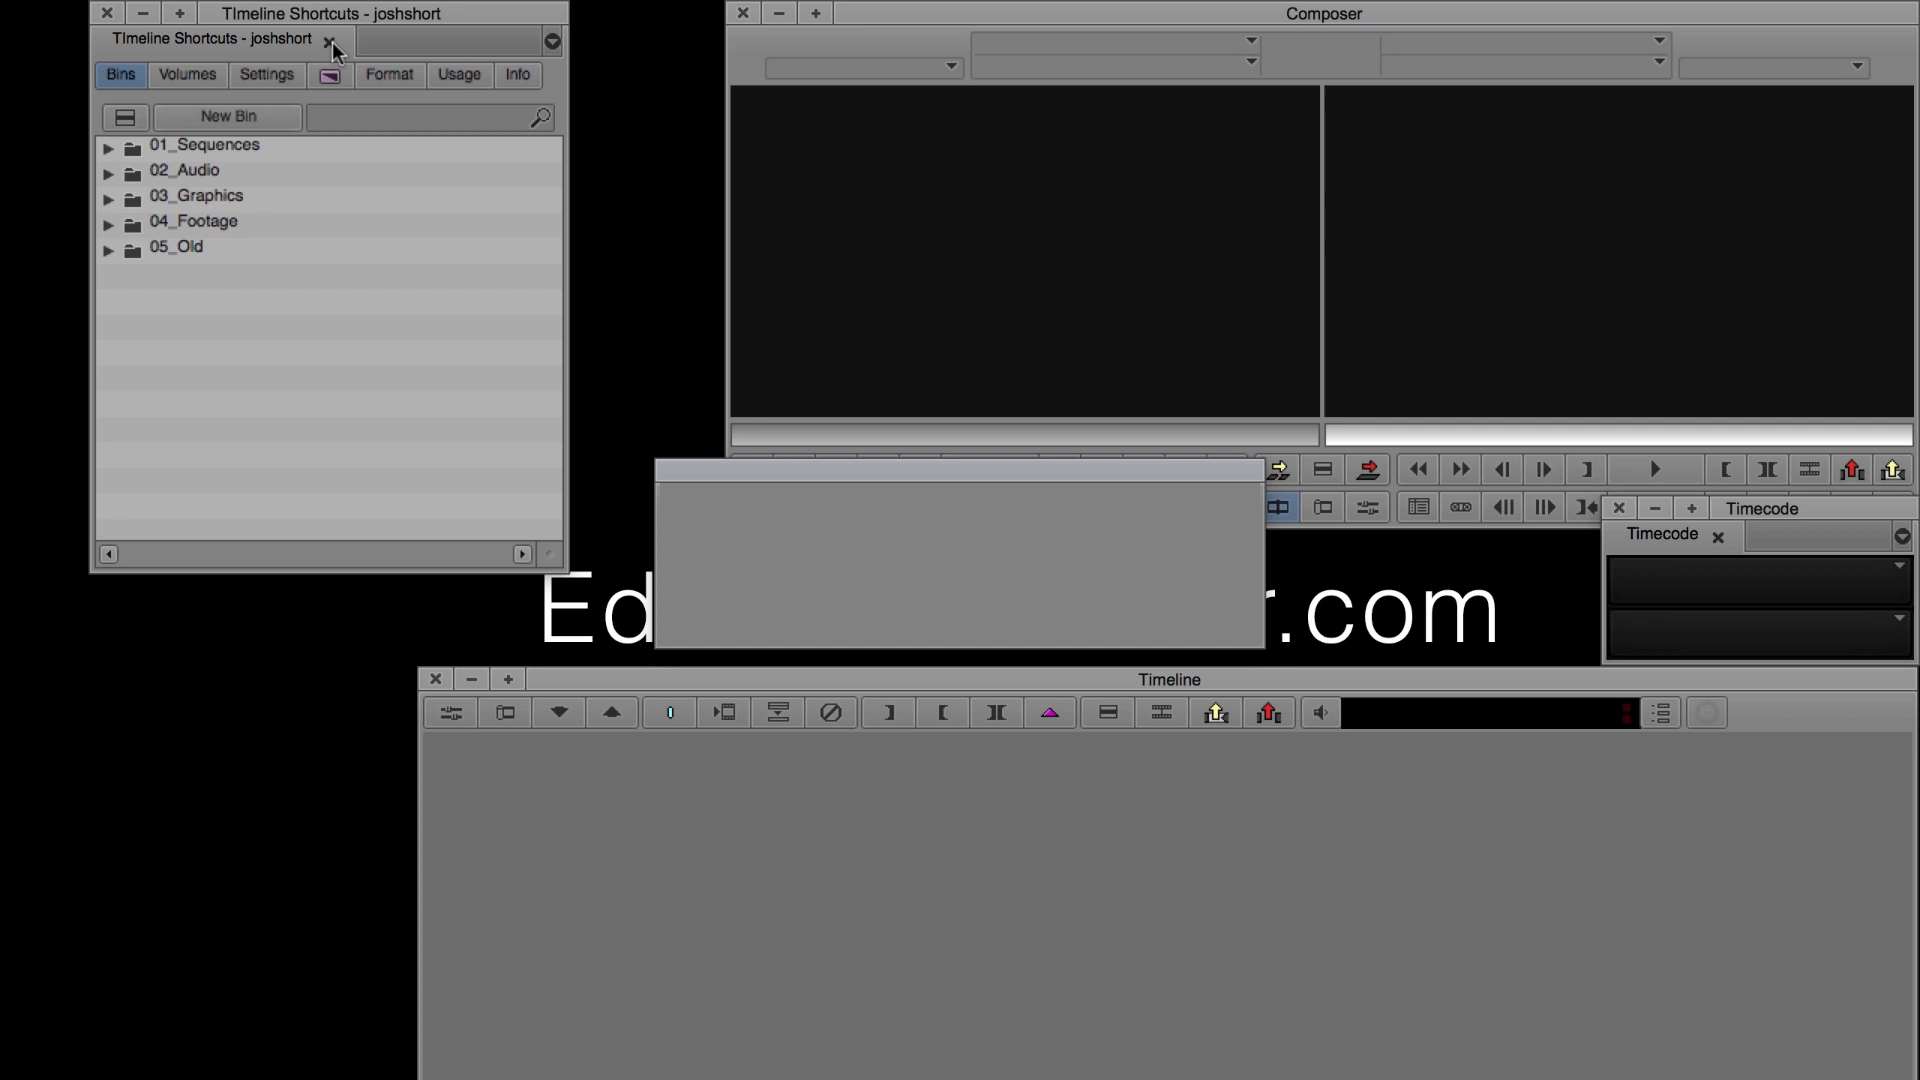 TImeline Shortcuts - joshshort
Composer
TImeline Shortcuts - joshshort
Bins
Volumes
Settings
Format
Usage
Info
New Bin
01_Sequences
02_Audio
03_Graphics
04_Footage
05_Old
Timecode
Timecode
.com
Timeline